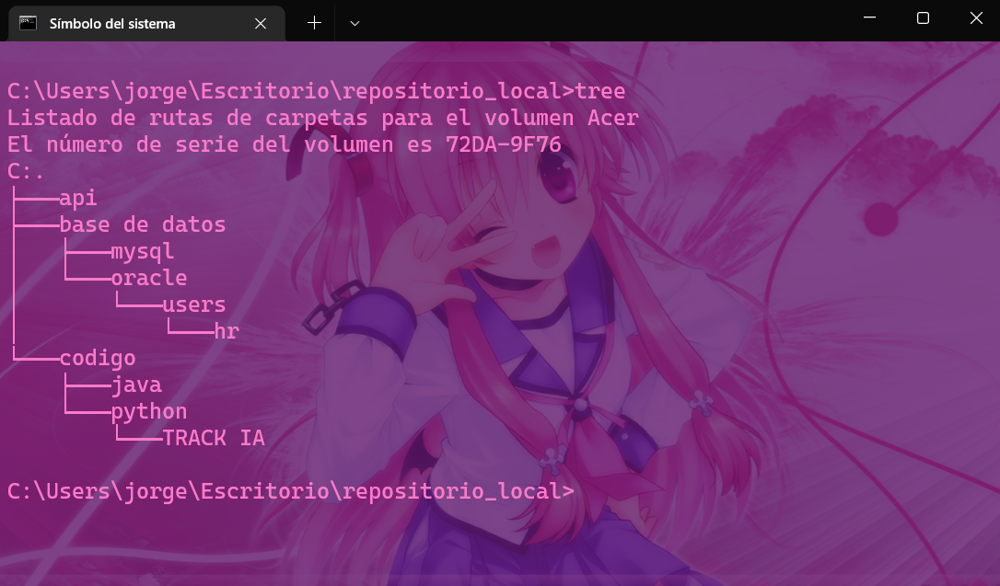 Símbolo del sistema
C:\Users\jorge\Escritorio\repositorio_local>tree
Listado de rutas de carpetas para el volumen Acer
El número de serie del volumen es 72DA-9F76
C:.
├───api
├───base de datos
│   ├───mysql
│   └───oracle
│       └───users
│           └───hr
└───codigo
    ├───java
    └───python
        └───TRACK IA
C:\Users\jorge\Escritorio\repositorio_local>